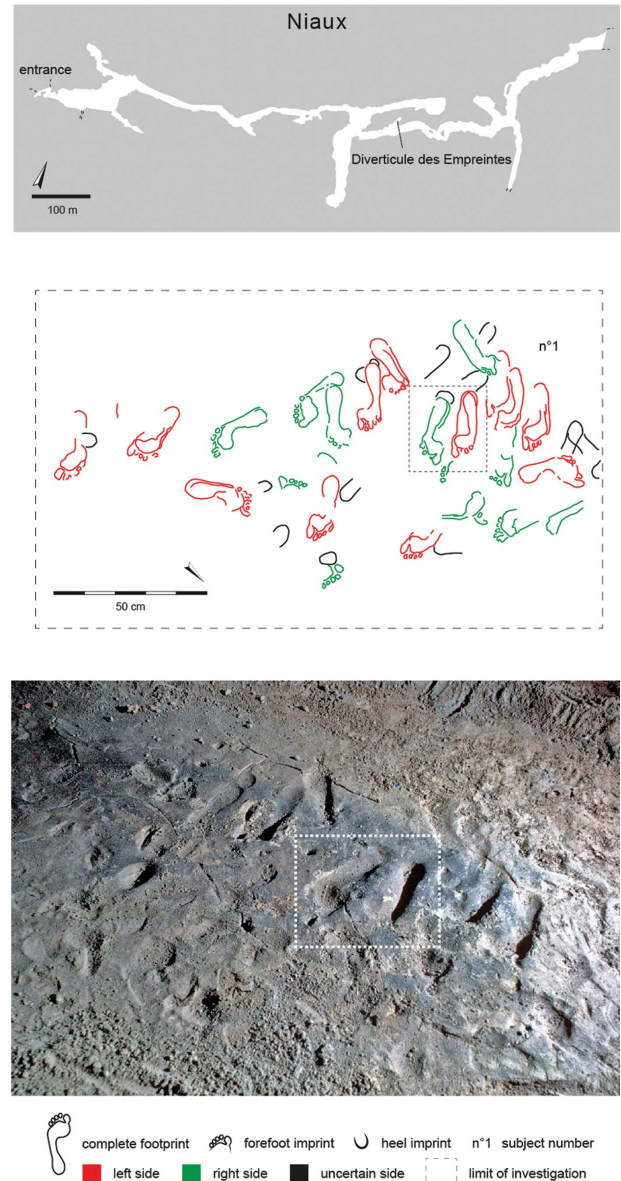 Niaux
entrance
Diverticule des Empreintes
100 m
n°1
50 cm
complete footprint forefoot imprint heel imprint n°1 subject number
left side right side uncertain side limit of investigation